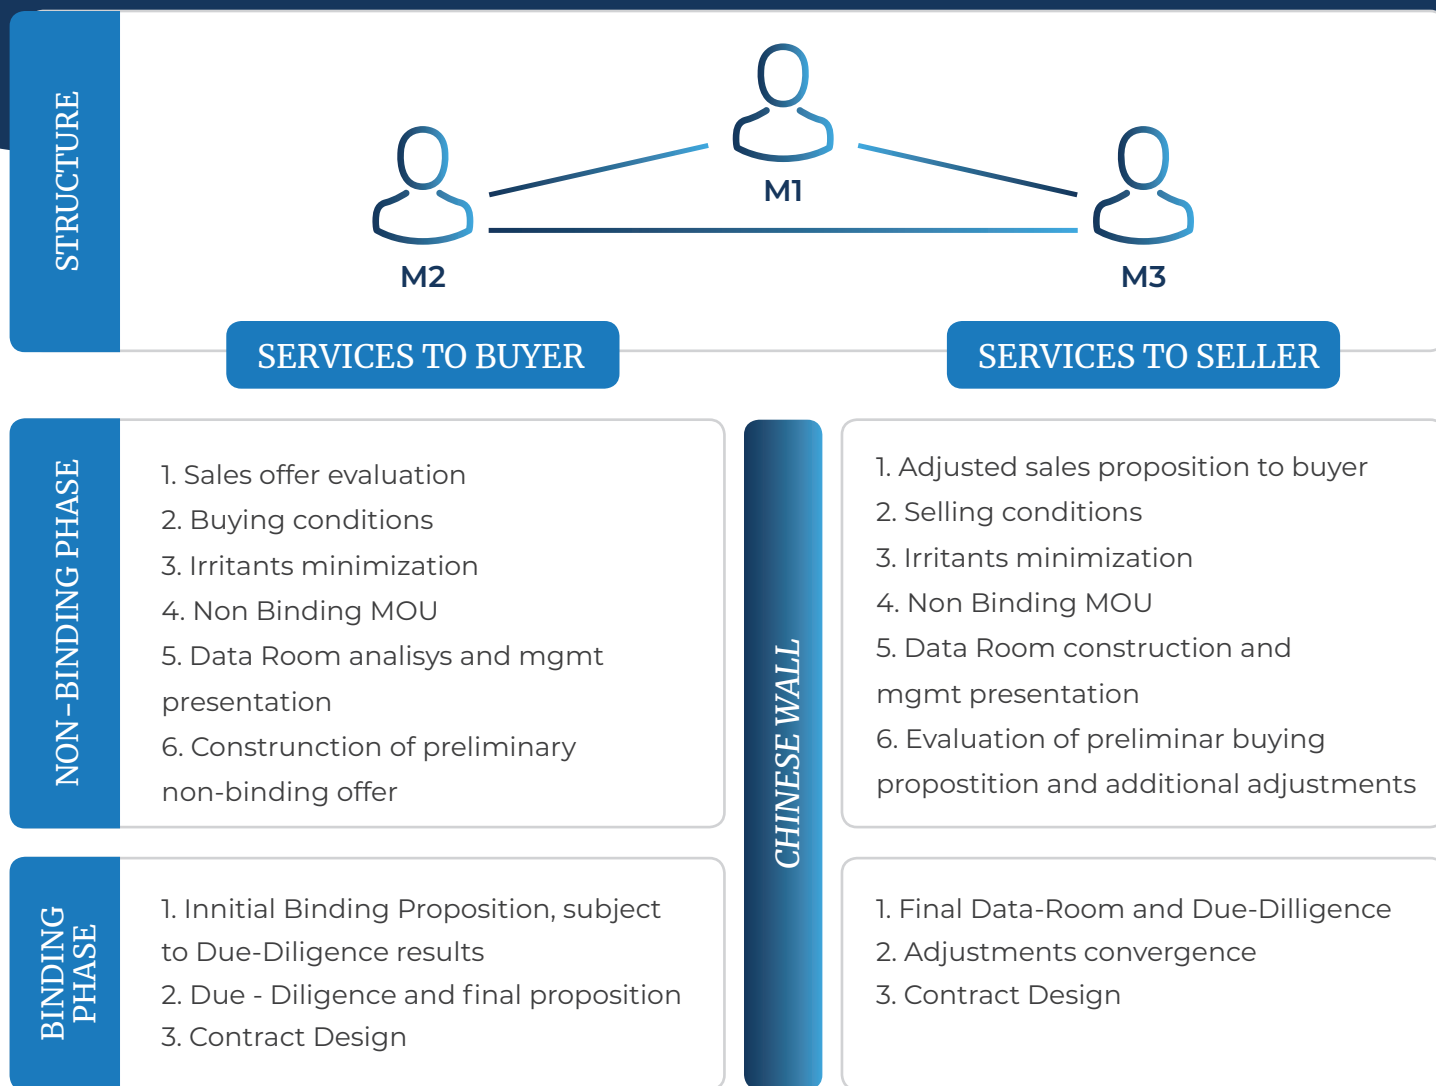 STRUCTURE
M1
M2
M3
SERVICES TO BUYER
SERVICES TO SELLER
NON-BINDING PHASE
1. Sales offer evaluation
2. Buying conditions
3. Irritants minimization
4. Non Binding MOU
5. Data Room analisys and mgmt
presentation
6. Construnction of preliminary
non-binding offer
CHINESE WALL
1. Adjusted sales proposition to buyer
2. Selling conditions
3. Irritants minimization
4. Non Binding MOU
5. Data Room construction and
mgmt presentation
6. Evaluation of preliminar buying
propostition and additional adjustments
BINDING
PHASE
1. Innitial Binding Proposition, subject
to Due-Diligence results
2. Due - Diligence and final proposition
3. Contract Design
1. Final Data-Room and Due-Dilligence
2. Adjustments convergence
3. Contract Design